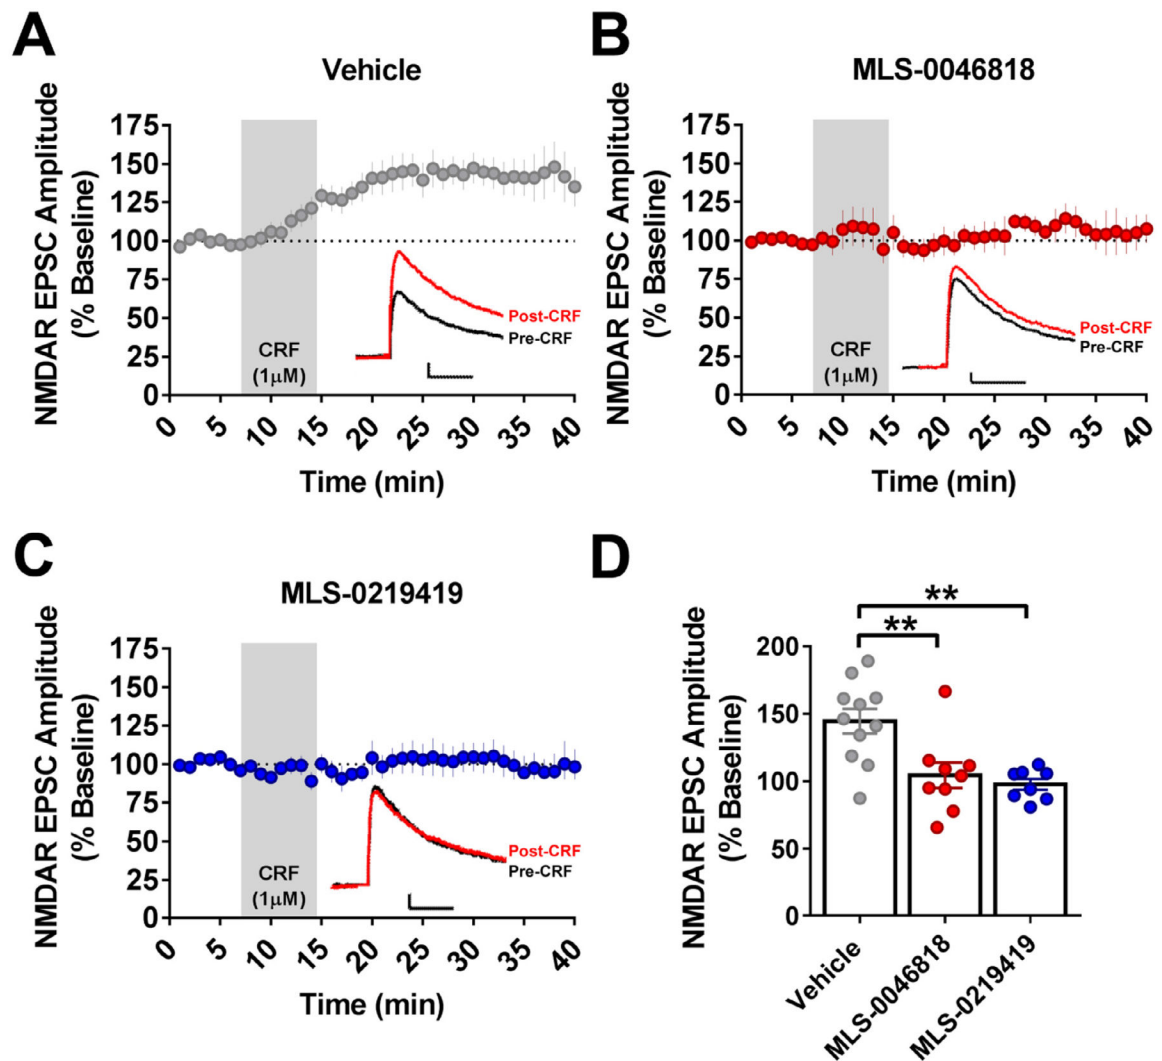 A
Vehicle
NMDAR EPSC Amplitude
(% Baseline)
175
150
125
100
75
50
25
0
CRF
(1μM)
Post-CRF
Pre-CRF
0
5
10
15
20
25
30
35
40
Time (min)
B
MLS-0046818
NMDAR EPSC Amplitude
(% Baseline)
175
150
125
100
75
50
25
0
CRF
(1μM)
Post-CRF
Pre-CRF
0
5
10
15
20
25
30
35
40
Time (min)
C
MLS-0219419
NMDAR EPSC Amplitude
(% Baseline)
175
150
125
100
75
50
25
0
CRF
(1μM)
Post-CRF
Pre-CRF
0
5
10
15
20
25
30
35
40
Time (min)
D
NMDAR EPSC Amplitude
(% Baseline)
200
150
100
50
0
**
**
Vehicle
MLS-0046818
MLS-0219419